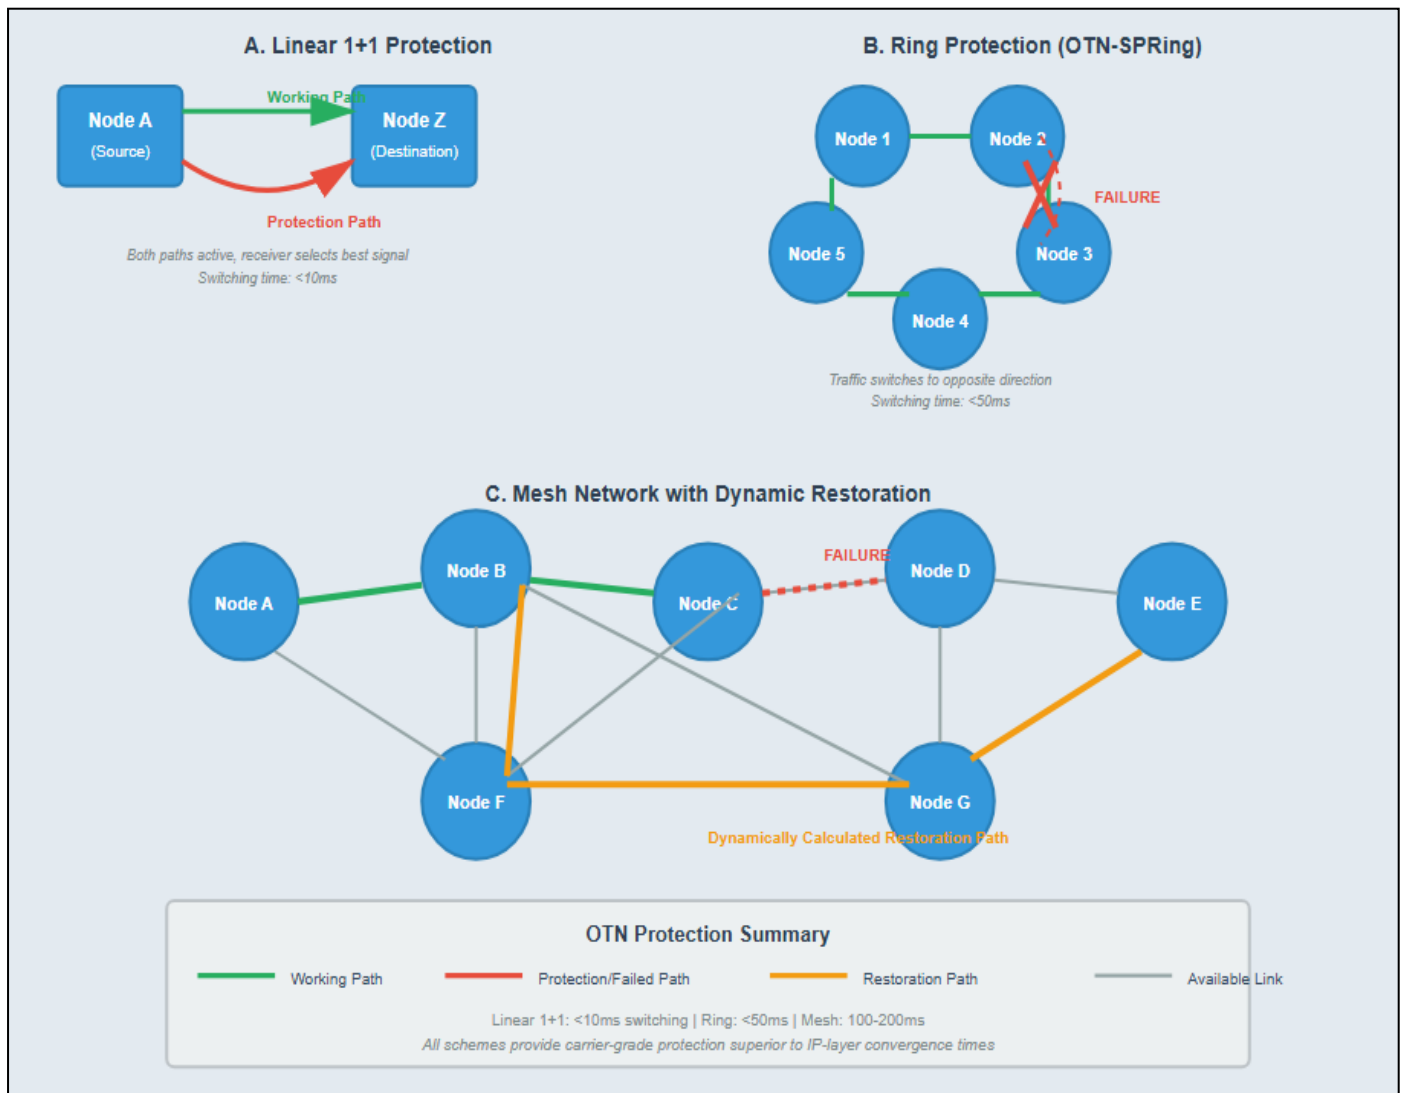 A. Linear 1+1 Protection
B. Ring Protection (OTN-SPRing)
Working Path
Node A
(Source)
Node Z
(Destination)
Protection Path
Both paths active, receiver selects best signal
Switching time: <10ms
Node 1
Node 2
FAILURE
Node 5
Node 3
Node 4
Traffic switches to opposite direction
Switching time: <50ms
C. Mesh Network with Dynamic Restoration
FAILURE
Node B
Node D
Node A
Node C
Node E
Node F
Node G
Dynamically Calculated Restoration Path
OTN Protection Summary
Working Path
Protection/Failed Path
Restoration Path
Available Link
Linear 1+1: <10ms switching | Ring: <50ms | Mesh: 100-200ms
All schemes provide carrier-grade protection superior to IP-layer convergence times